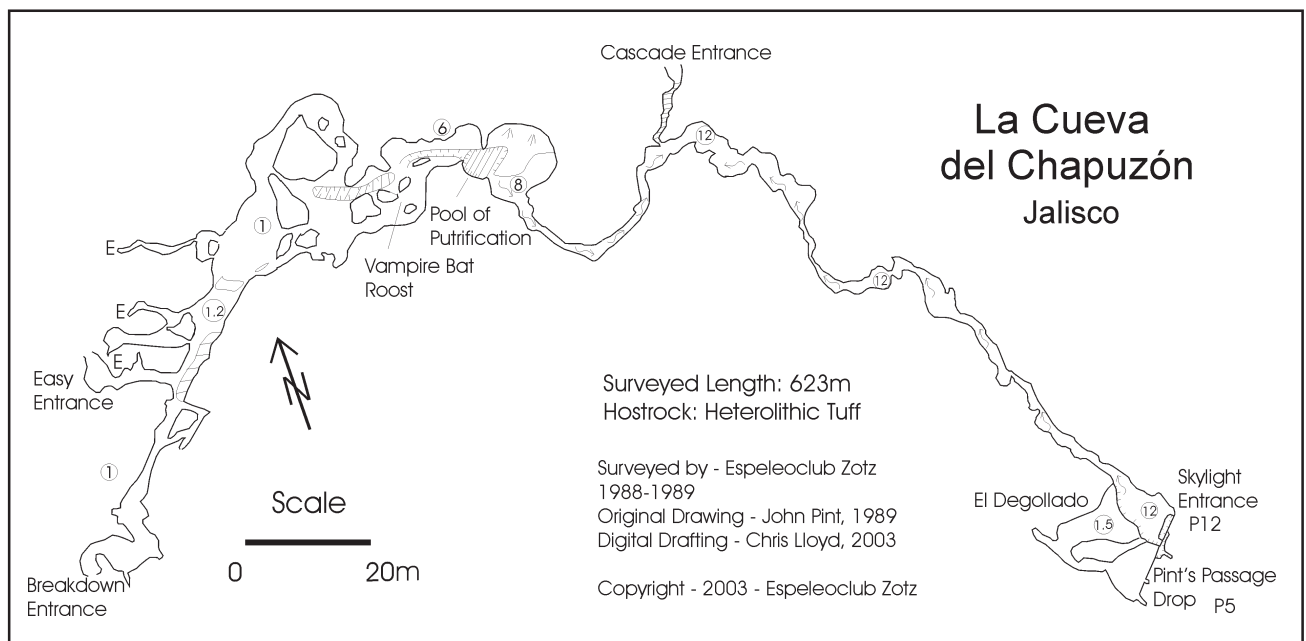 La Cueva
del Chapuzón
Jalisco
Cascade Entrance
6
12
8
Pool of
Putrification
Vampire Bat
Roost
1
E
1.2
E
E
12
Easy
Entrance
1
Breakdown
Entrance
Scale
0 20m
Surveyed Length: 623m
Hostrock: Heterolithic Tuff
Surveyed by - Espeleoclub Zotz
1988-1989
Original Drawing - John Pint, 1989
Digital Drafting - Chris Lloyd, 2003
Copyright - 2003 - Espeleoclub Zotz
El Degollado
1.5
12
Skylight
Entrance
P12
Pint's Passage
Drop P5